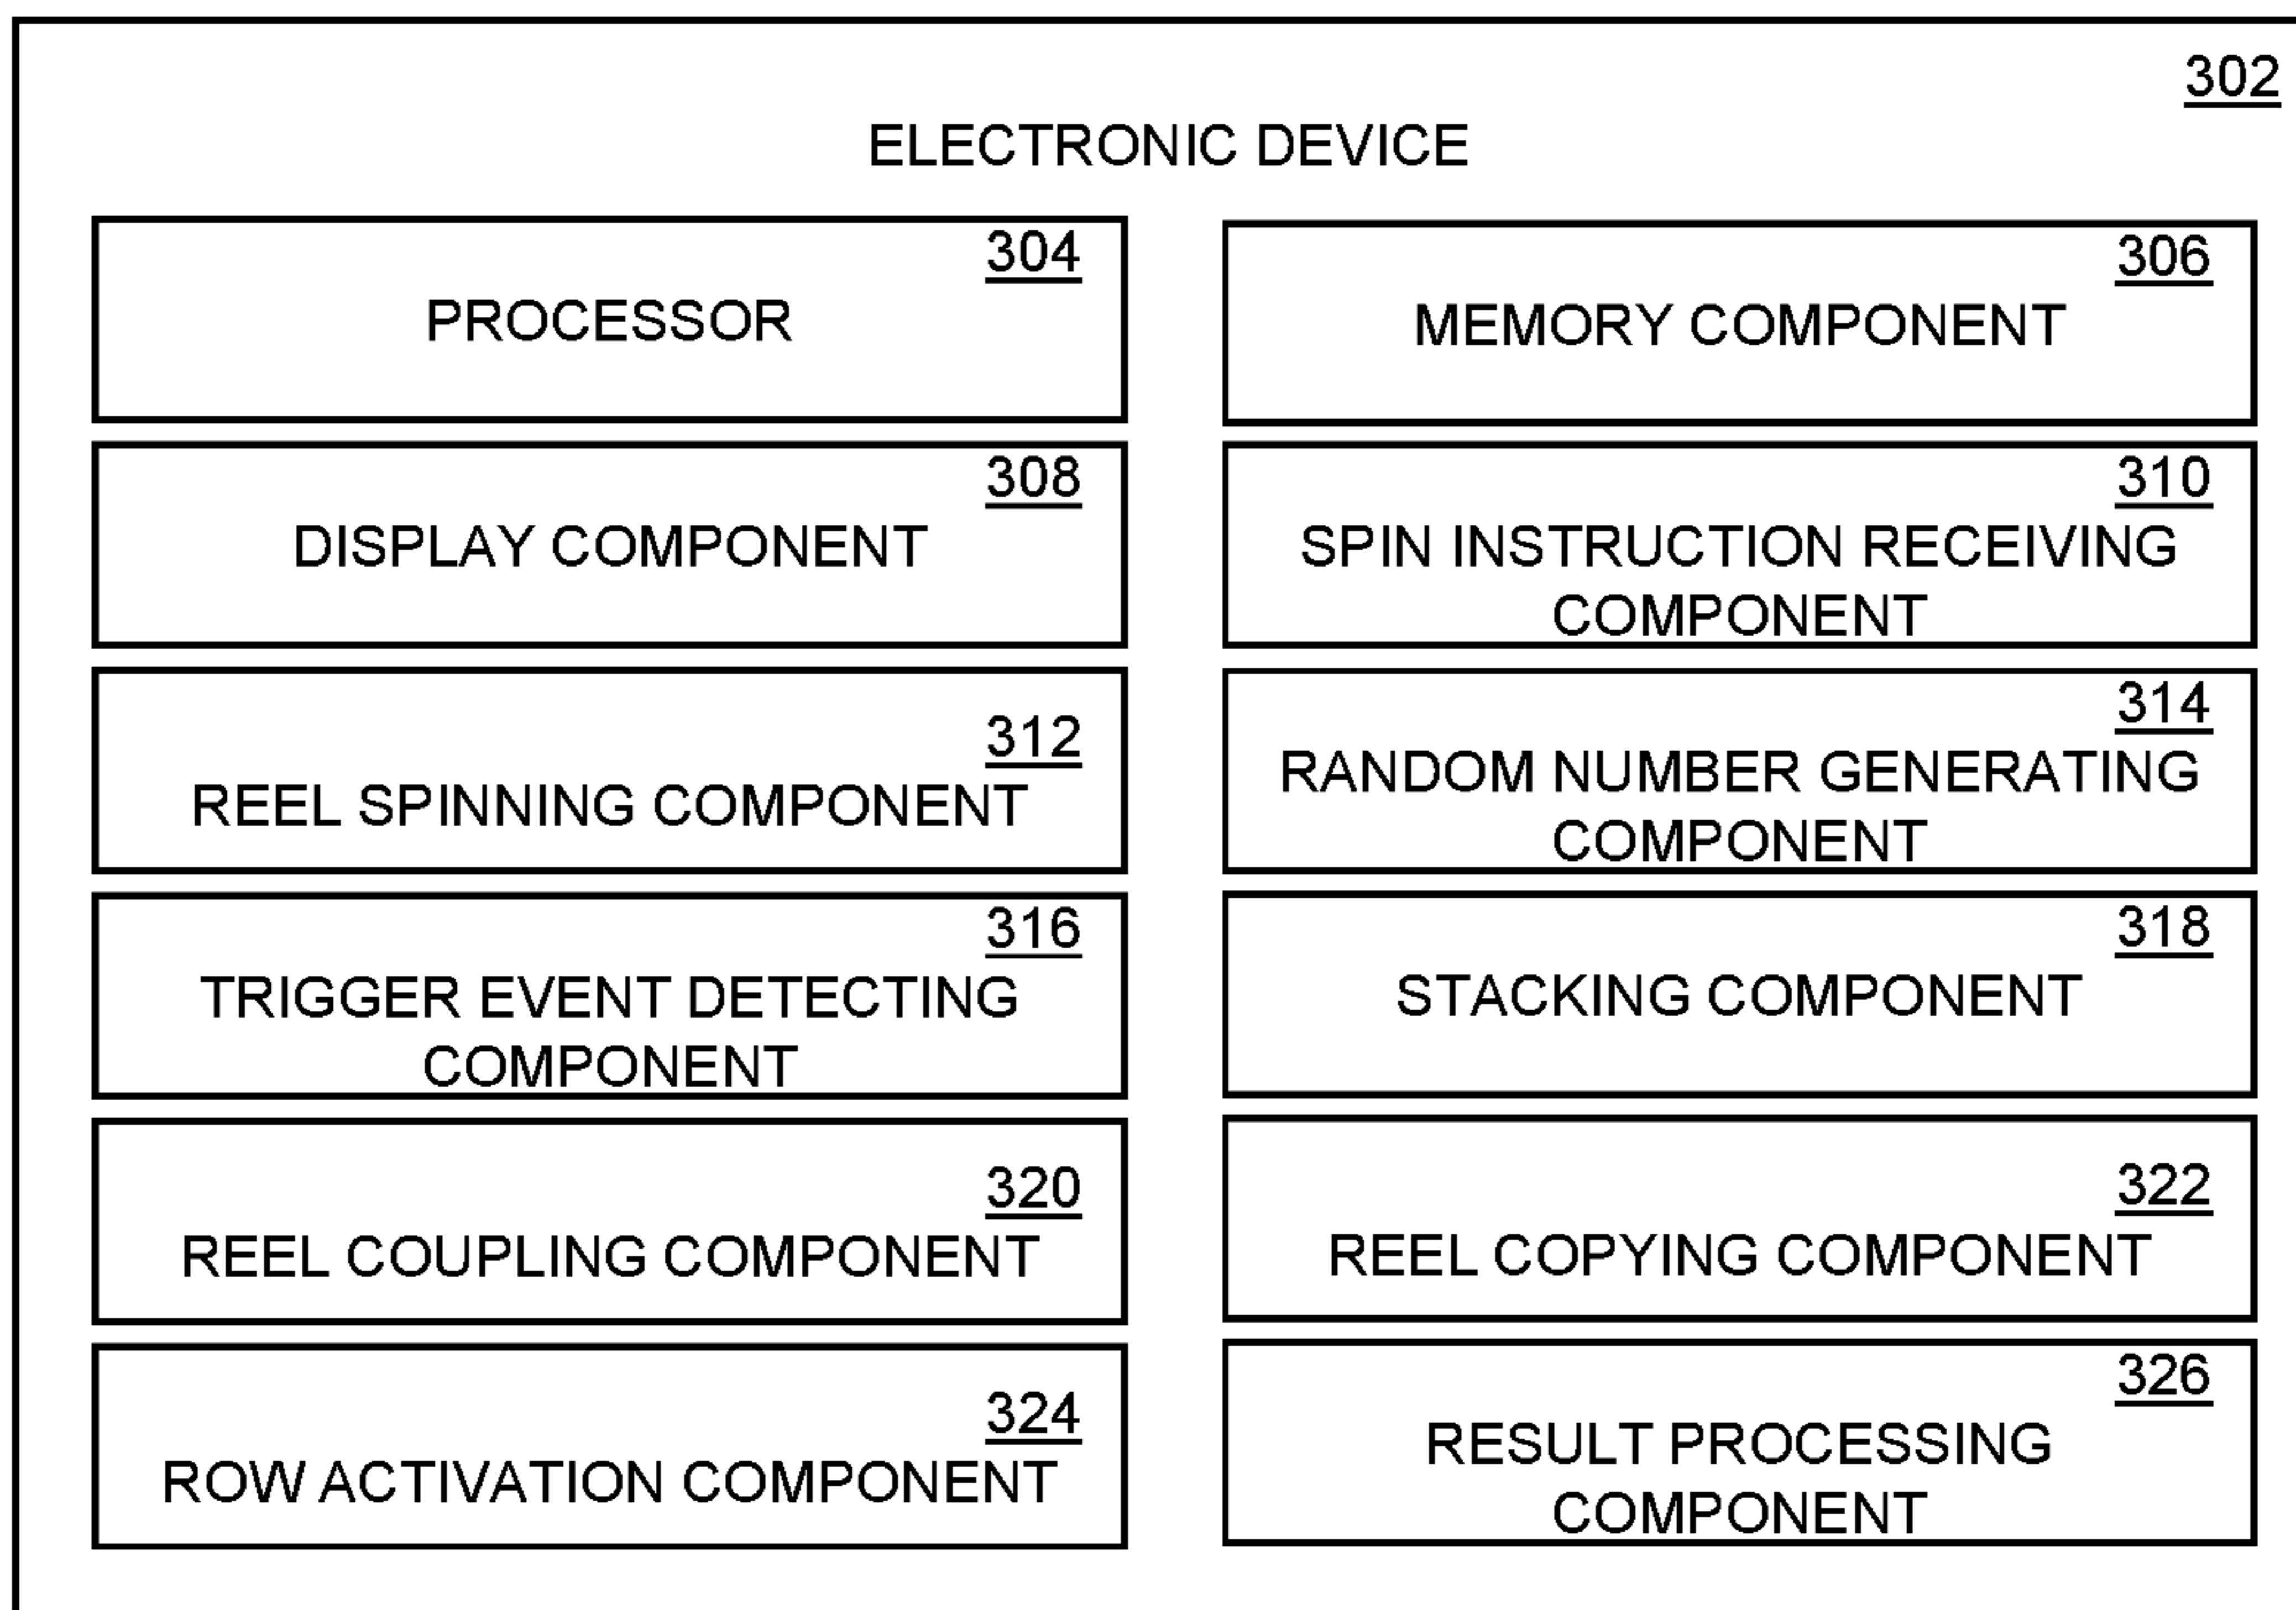 302
ELECTRONIC DEVICE
304
PROCESSOR
306
MEMORY COMPONENT
308
DISPLAY COMPONENT
310
SPIN INSTRUCTION RECEIVING
COMPONENT
312
REEL SPINNING COMPONENT
314
RANDOM NUMBER GENERATING
COMPONENT
316
TRIGGER EVENT DETECTING
COMPONENT
318
STACKING COMPONENT
320
REEL COUPLING COMPONENT
322
REEL COPYING COMPONENT
324
ROW ACTIVATION COMPONENT
326
RESULT PROCESSING
COMPONENT